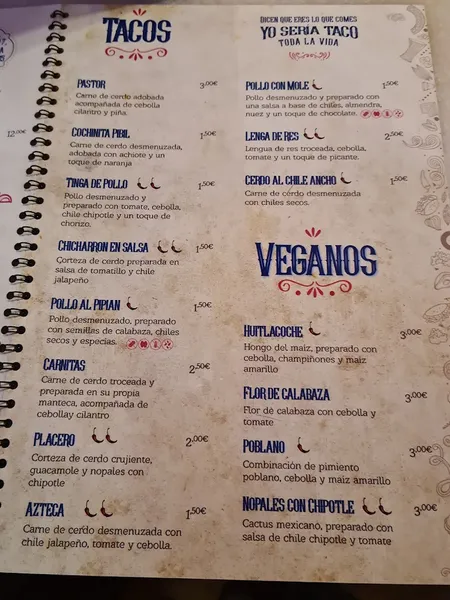 12,00€
TACOS
PASTOR 3,00€
Carne de cerdo adobada
acompañada de cebolla
cilantro y piña.
COCHINITA PIBIL 1,50€
Carne de cerdo desmenuzada,
adobada con achiote y un
toque de naranja
TINGA DE POLLO 1,50€
Pollo desmenuzado y
preparado con tomate, cebolla,
chile chipotle y un toque de
chorizo.
CHICHARRON EN SALSA 1,50€
Corteza de cerdo preparada en
salsa de tomatillo y chile
jalapeño
POLLO AL PIPIAN 1,50€
Pollo desmenuzado, preparado
con semillas de calabaza, chiles
secos y especias.
CARNITAS 2,50€
Carne de cerdo troceada y
preparada en su propia
manteca, acompañada de
cebollay cilantro
PLACERO 2,00€
Corteza de cerdo crujiente,
guacamole y nopales con
chipotle
AZTECA 1,50€
Carne de cerdo desmenuzada con
chile jalapeño, tomate y cebolla.
DICEN QUE ERES LO QUE COMES
YO SERÍA TACO
TODA LA VIDA
POLLO CON MOLE 1,50€
Pollo desmenuzado y preparado con
una salsa a base de chiles, almendra,
nuez y un toque de chocolate.
LENGA DE RES 2,50€
Lengua de res troceada, cebolla,
tomate y un toque de picante.
CERDO AL CHILE ANCHO 1,50€
Carne de cérdo desmenuzada
con chiles secos.
VEGANOS
HUITLACOCHE 3,00€
Hongo del maiz, preparado con
cebolla, champiñones y maiz
amarillo
FLOR DE CALABAZA 3,00€
Flor de calabaza con cebolla y
tomate
POBLANO 3,00€
Combinación de pimiento
poblano, cebolla y maiz amarillo
NOPALES CON CHIPOTLE 3,00€
Cactus mexicano, preparado con
salsa de chile chipotle y tomate